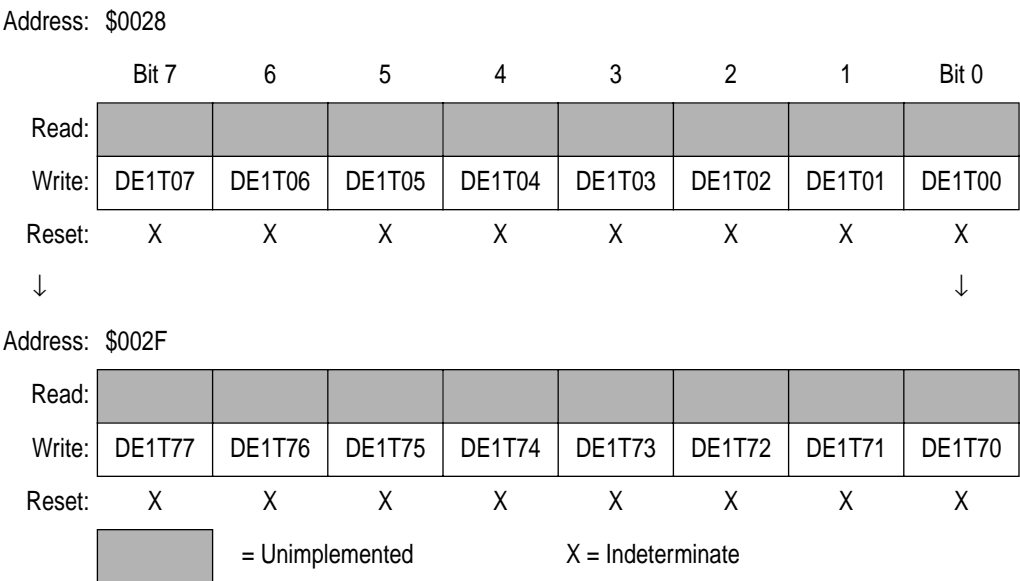 Address: $0028
Bit 7 6 5 4 3 2 1 Bit 0
Read:
Write: DE1T07 DE1T06 DE1T05 DE1T04 DE1T03 DE1T02 DE1T01 DE1T00
Reset: X X X X X X X X
↓ ↓
Address: $002F
Read:
Write: DE1T77 DE1T76 DE1T75 DE1T74 DE1T73 DE1T72 DE1T71 DE1T70
Reset: X X X X X X X X
= Unimplemented X = Indeterminate